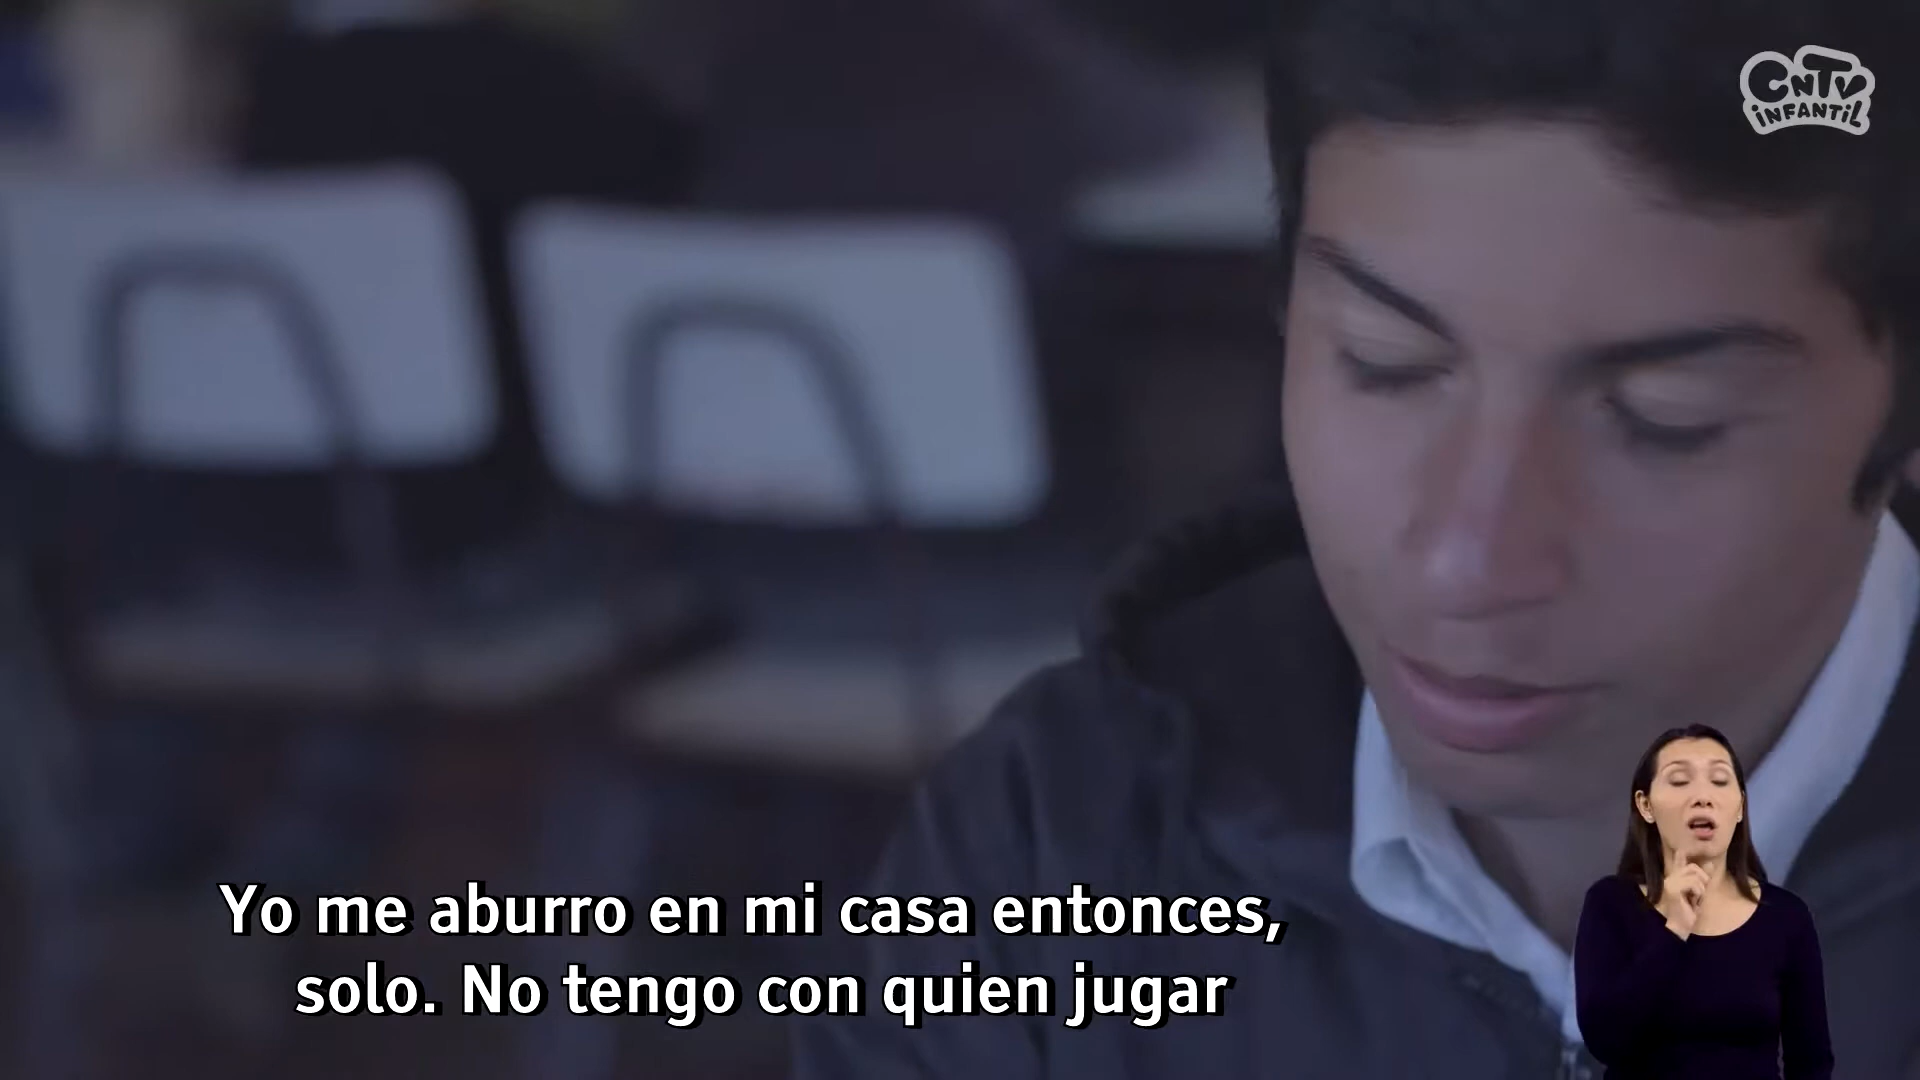 CNTV
iNFANTiL
Yo me aburro en mi casa entonces,
solo. No tengo con quien jugar